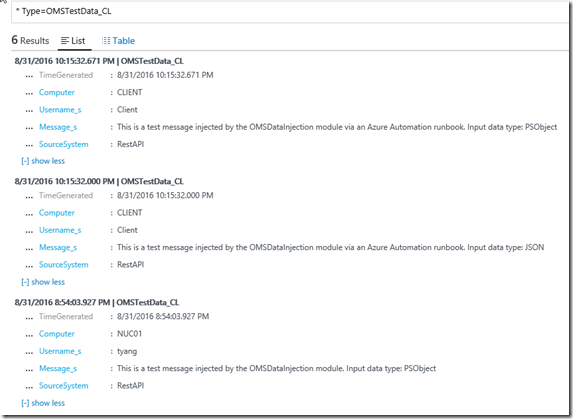 * Type=OMSTestData_CL
6 Results List Table
8/31/2016 10:15:32.671 PM | OMSTestData_CL
... TimeGenerated : 8/31/2016 10:15:32.671 PM
... Computer : CLIENT
... Username_s : Client
... Message_s : This is a test message injected by the OMSDataInjection module via an Azure Automation runbook. Input data type: PSObject
... SourceSystem : RestAPI
[-] show less
8/31/2016 10:15:32.000 PM | OMSTestData_CL
... TimeGenerated : 8/31/2016 10:15:32.000 PM
... Computer : CLIENT
... Username_s : Client
... Message_s : This is a test message injected by the OMSDataInjection module via an Azure Automation runbook. Input data type: JSON
... SourceSystem : RestAPI
[-] show less
8/31/2016 8:54:03.927 PM | OMSTestData_CL
... TimeGenerated : 8/31/2016 8:54:03.927 PM
... Computer : NUC01
... Username_s : tyang
... Message_s : This is a test message injected by the OMSDataInjection module. Input data type: PSObject
... SourceSystem : RestAPI
[-] show less